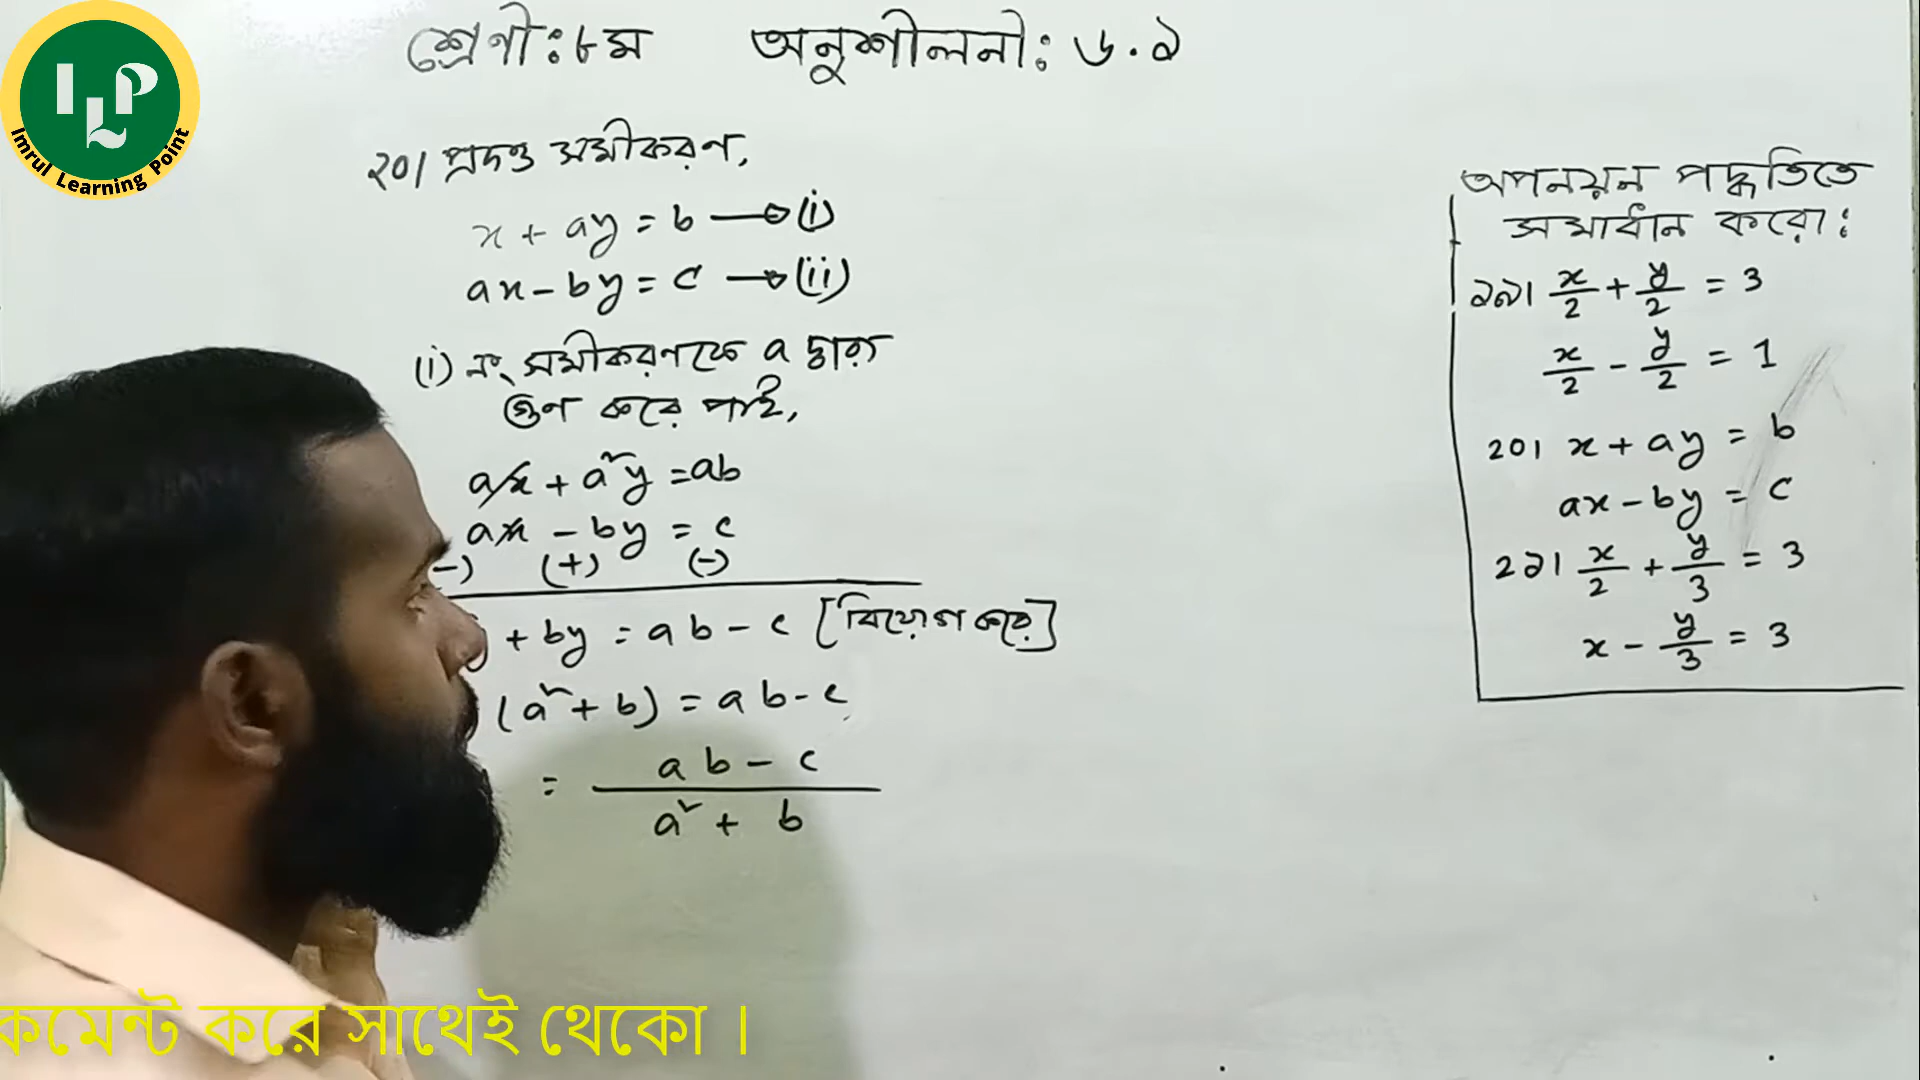 ILP
Imrul Learning Point
শ্রেণী:৮ম অনুশীলনী: ৬.১
২০। প্রদত্ত সমীকরণ,
x + ay = b ⟶ (i)
ax - by = c ⟶ (ii)
(i) নং সমীকরণকে a দ্বারা
গুণ করে পাই,
ax + a²y = ab
ax - by = c
-) (+) (-)
+ by = ab - c [বিয়োগ করে]
(a² + b) = ab - c
= ab - c / a² + b
অপনয়ন পদ্ধতিতে
সমাধান করো:
১৯। x/2 + y/2 = 3
x/2 - y/2 = 1
২০। x + ay = b
ax - by = c
২১। x/2 + y/3 = 3
x - y/3 = 3
কমেন্ট করে সাথেই থেকো ।